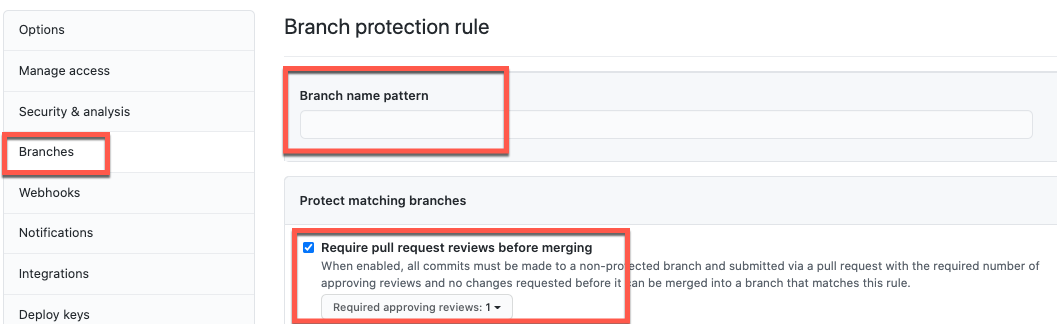 Options
Manage access
Security & analysis
Branches
Webhooks
Notifications
Integrations
Deploy keys
Branch protection rule
Branch name pattern
Protect matching branches
Require pull request reviews before merging
When enabled, all commits must be made to a non-protected branch and submitted via a pull request with the required number of
approving reviews and no changes requested before it can be merged into a branch that matches this rule.
Required approving reviews: 1